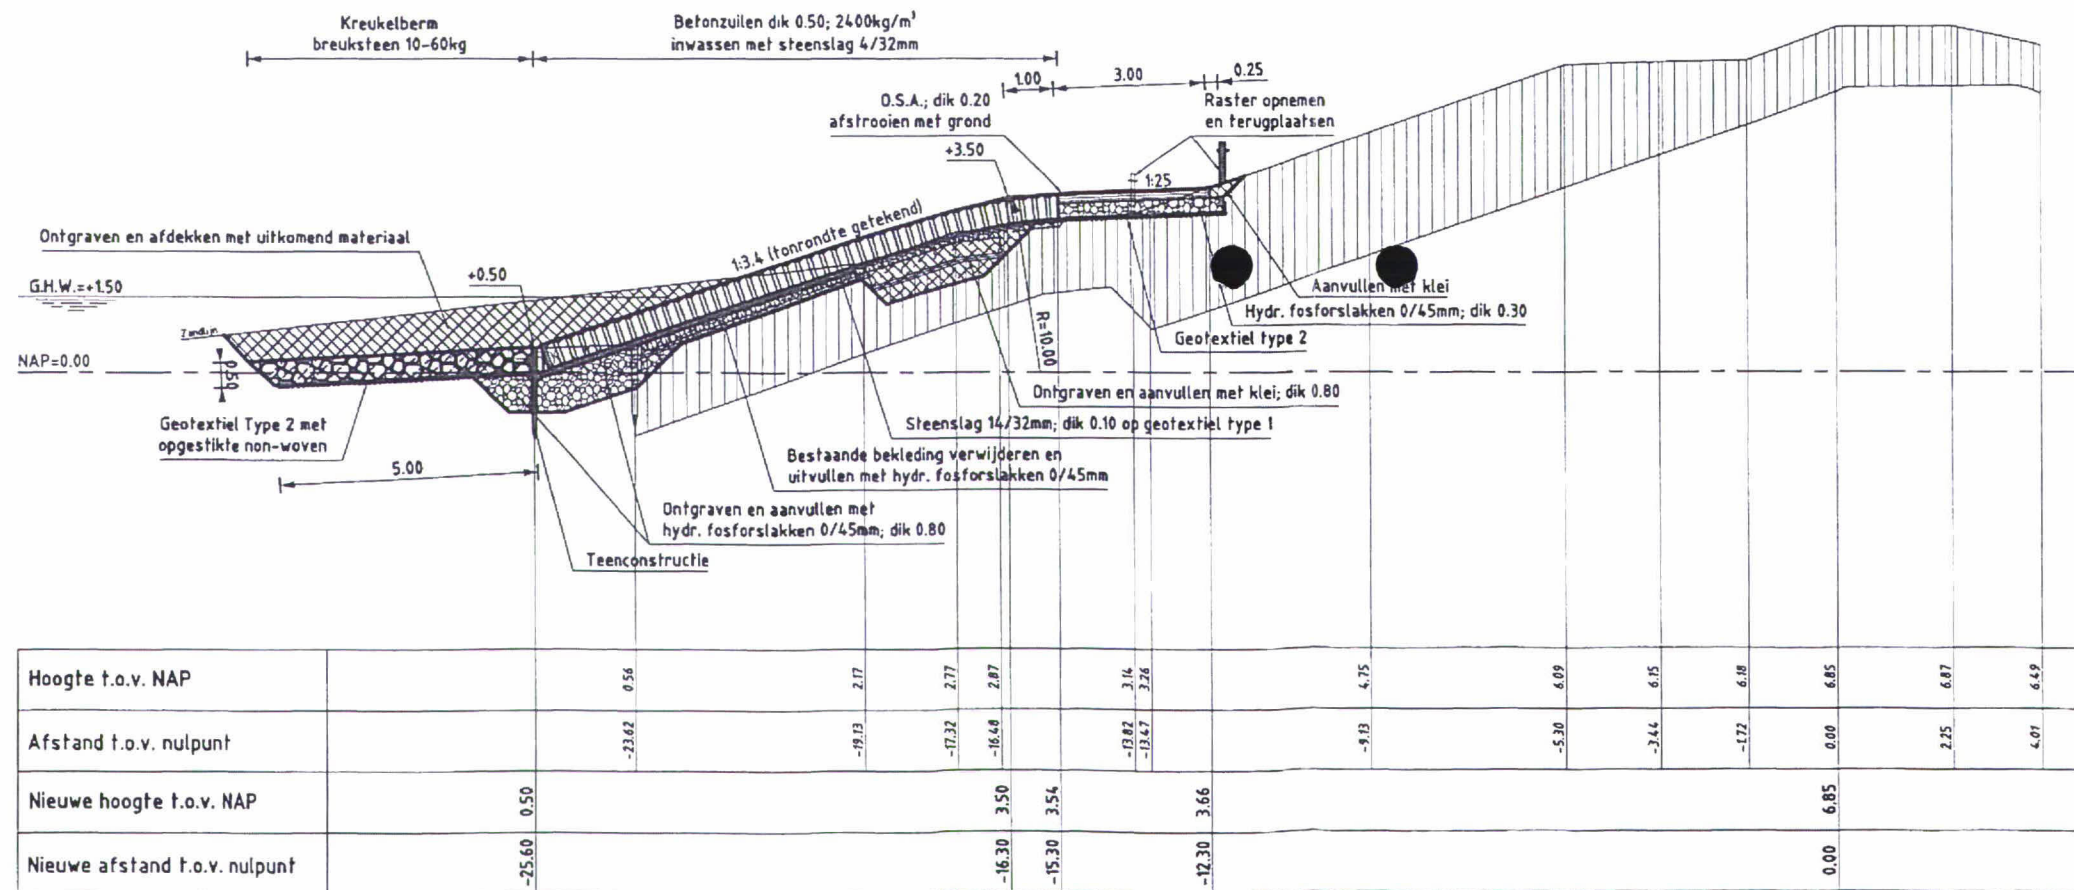 Kreukelberm
breuksteen 10-60kg
Betonzuilen dik 0.50; 2400kg/m³
inwassen met steenslag 4/32mm
1.00
3.00
0.25
O.S.A.; dik 0.20
afstrooien met grond
Raster opnemen
en terugplaatsen
+3.50
1:25
1:3.4 (tonrondte getekend)
Ontgraven en afdekken met uitkomend materiaal
+0.50
G.H.W.=+1.50
Zandlijn
NAP=0.00
0.50
R=10.00
Aanvullen met klei
Hydr. fosforslakken 0/45mm; dik 0.30
Geotextiel type 2
Ontgraven en aanvullen met klei; dik 0.80
Geotextiel Type 2 met
opgestikte non-woven
Steenslag 14/32mm; dik 0.10 op geotextiel type 1
5.00
Bestaande bekleding verwijderen en
uitvullen met hydr. fosforslakken 0/45mm
Ontgraven en aanvullen met
hydr. fosforslakken 0/45mm; dik 0.80
Teenconstructie
Hoogte t.o.v. NAP 0.56 2.17 2.77 2.87 3.14 3.26 4.75 6.09 6.15 6.18 6.85 6.87 6.49
Afstand t.o.v. nulpunt -23.62 -19.13 -17.32 -16.48 -13.82 -13.47 -9.13 -5.30 -3.44 -1.72 0.00 2.25 4.01
Nieuwe hoogte t.o.v. NAP 0.50 3.50 3.54 3.66 6.85
Nieuwe afstand t.o.v. nulpunt -25.60 -16.30 -15.30 -12.30 0.00